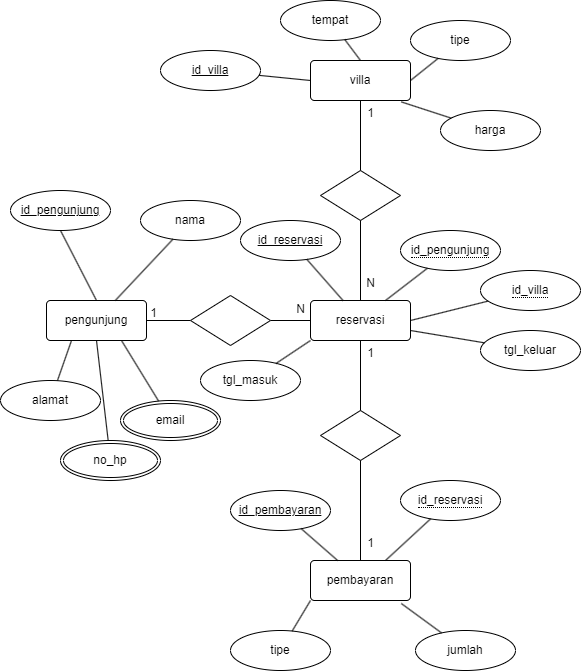 tempat
tipe
id_villa
villa
harga
1
id_pengunjung
nama
id_reservasi
id_pengunjung
N
id_villa
pengunjung
1
N
reservasi
tgl_keluar
1
tgl_masuk
alamat
email
no_hp
id_pembayaran
id_reservasi
1
pembayaran
tipe
jumlah